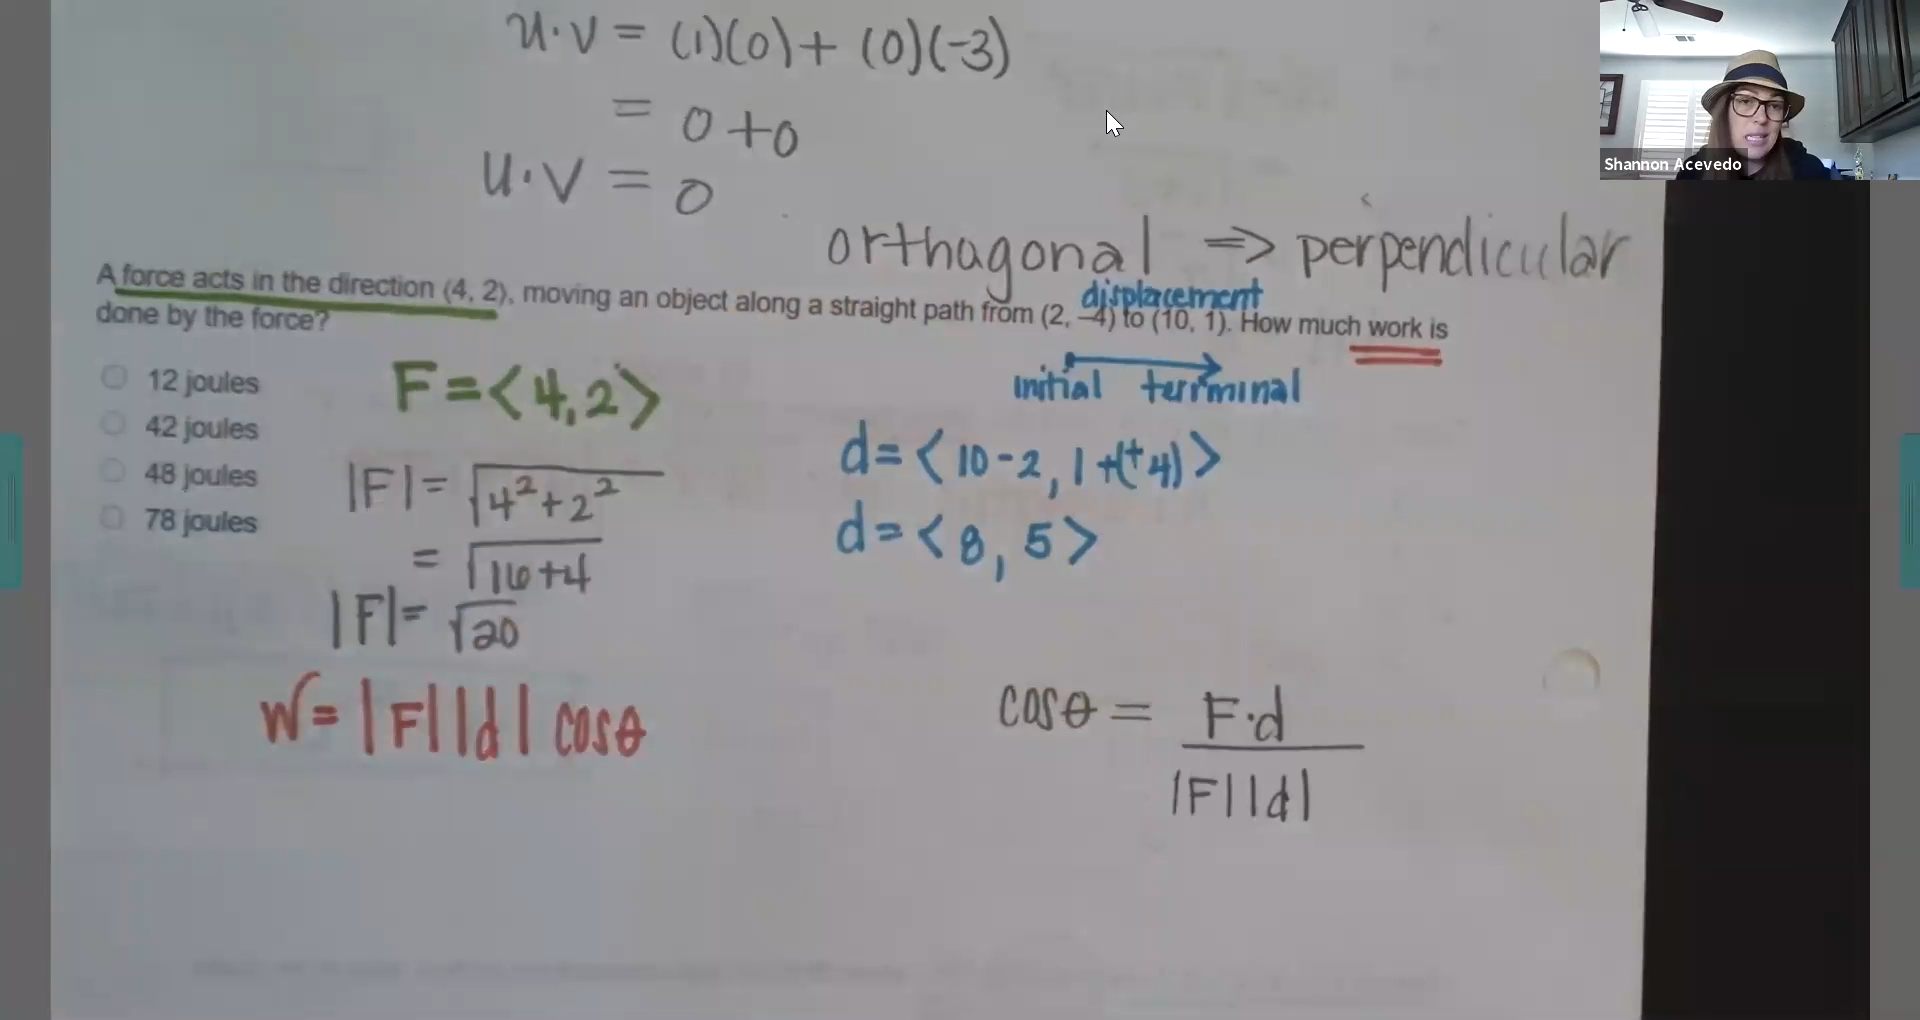 u·v = (1)(0) + (0)(-3)
= 0 + 0
u·v = 0
Shannon Acevedo
orthagonal ⇒ perpendicular
displacement
A force acts in the direction (4, 2), moving an object along a straight path from (2, –4) to (10, 1). How much work is
done by the force?
12 joules
42 joules
48 joules
78 joules
F = <4, 2>
initial terminal
|F| = √4² + 2²
= √16 + 4
|F| = √20
d = <10 - 2, 1 + (+4)>
d = <8, 5>
W = |F||d| cosθ
cosθ = F·d
|F||d|